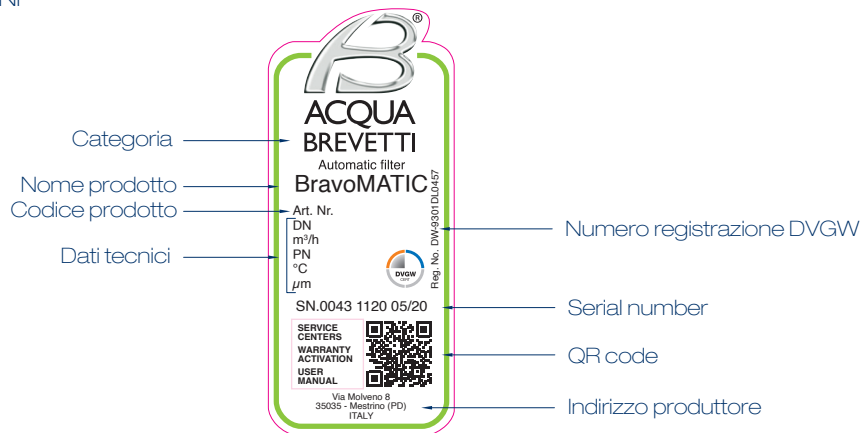 ®
ACQUA
BREVETTI
Automatic filter
BravoMATIC
Art. Nr.
DN
m³/h
PN
°C
µm
DVGW
CERT
Reg. No. DW-9301DL0457
SN.0043 1120 05/20
SERVICE
CENTERS
WARRANTY
ACTIVATION
USER
MANUAL
Via Molveno 8
35035 - Mestrino (PD)
ITALY
Categoria
Nome prodotto
Codice prodotto
Dati tecnici
Numero registrazione DVGW
Serial number
QR code
Indirizzo produttore